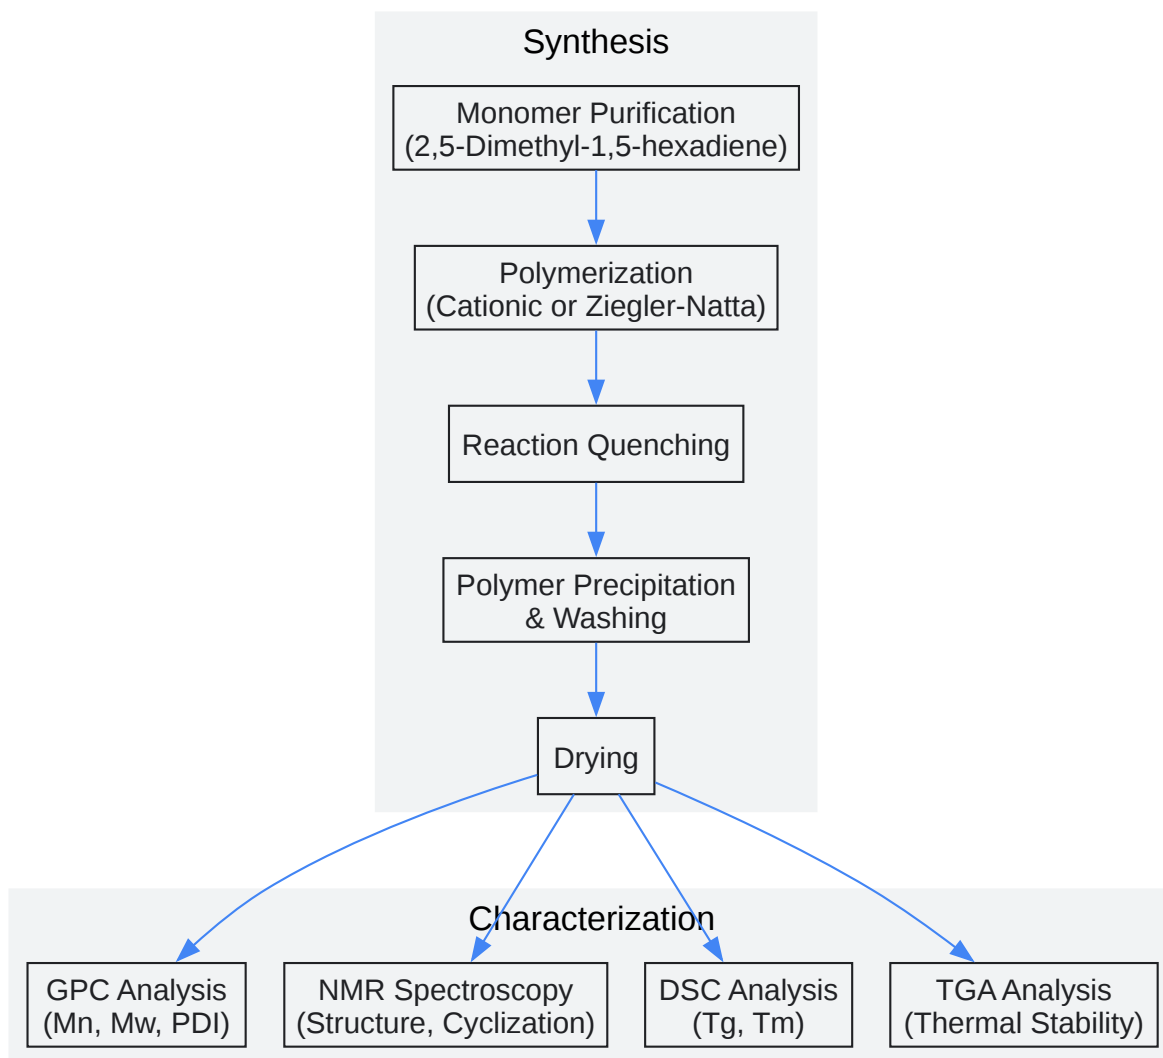 Synthesis
Monomer Purification
(2,5-Dimethyl-1,5-hexadiene)
Polymerization
(Cationic or Ziegler-Natta)
Reaction Quenching
Polymer Precipitation
& Washing
Drying
Characterization
GPC Analysis
(Mn, Mw, PDI)
NMR Spectroscopy
(Structure, Cyclization)
DSC Analysis
(Tg, Tm)
TGA Analysis
(Thermal Stability)